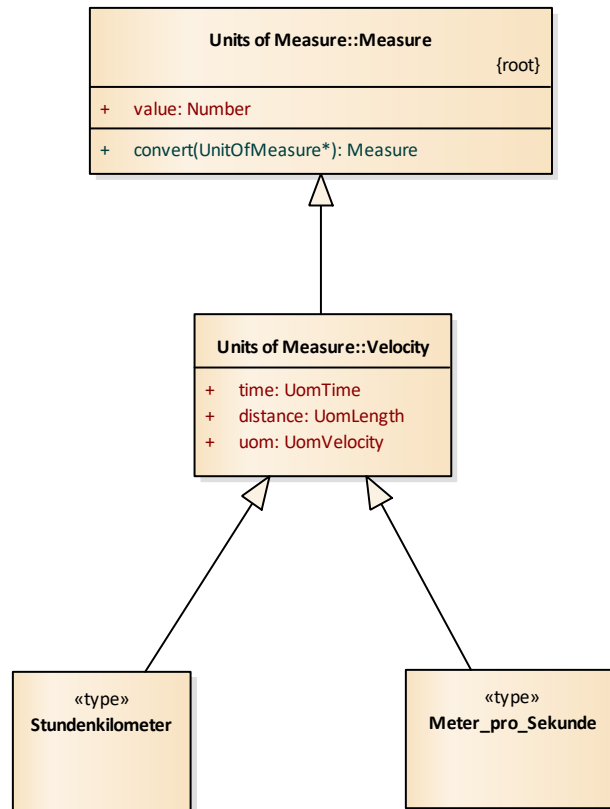 Units of Measure::Measure
{root}
+ value: Number
+ convert(UnitOfMeasure*): Measure
Units of Measure::Velocity
+ time: UomTime
+ distance: UomLength
+ uom: UomVelocity
«type»
Stundenkilometer
«type»
Meter_pro_Sekunde